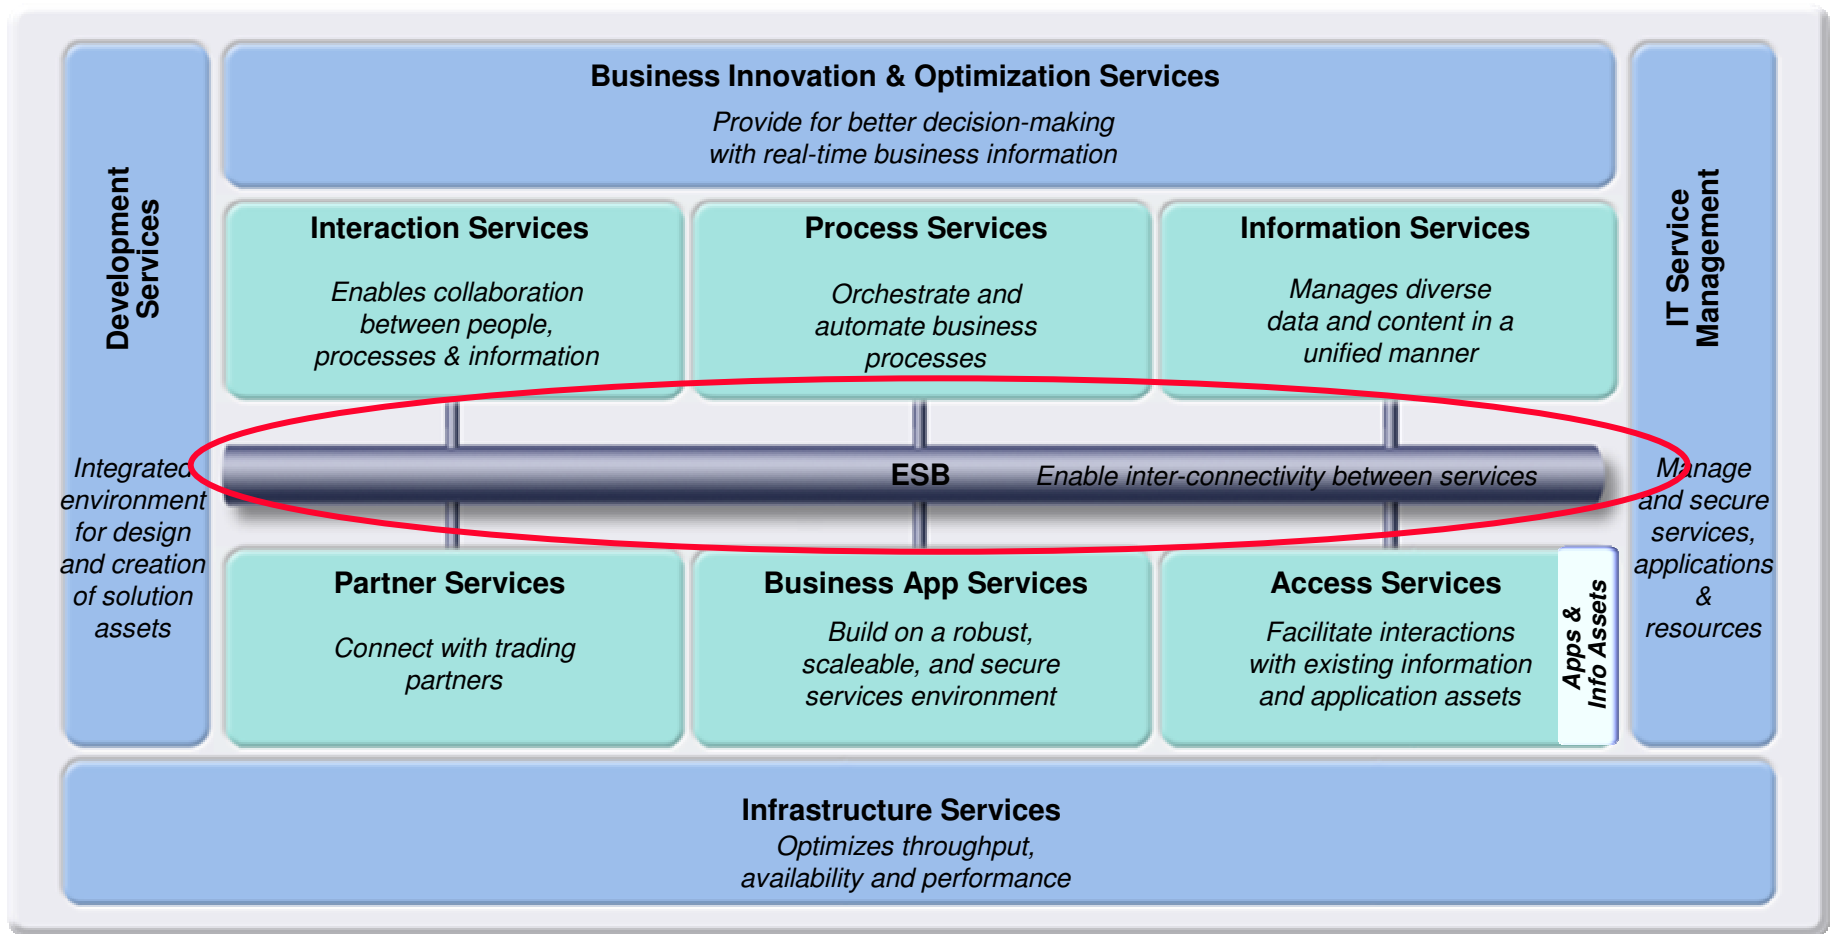 Business Innovation & Optimization Services
Provide for better decision-making
with real-time business information
Development
Services
Integrated
environment
for design
and creation
of solution
assets
Interaction Services
Enables collaboration
between people,
processes & information
Process Services
Orchestrate and
automate business
processes
Information Services
Manages diverse
data and content in a
unified manner
IT Service
Management
Manage
and secure
services,
applications
&
resources
ESB
Enable inter-connectivity between services
Partner Services
Connect with trading
partners
Business App Services
Build on a robust,
scaleable, and secure
services environment
Access Services
Facilitate interactions
with existing information
and application assets
Apps &
Info Assets
Infrastructure Services
Optimizes throughput,
availability and performance